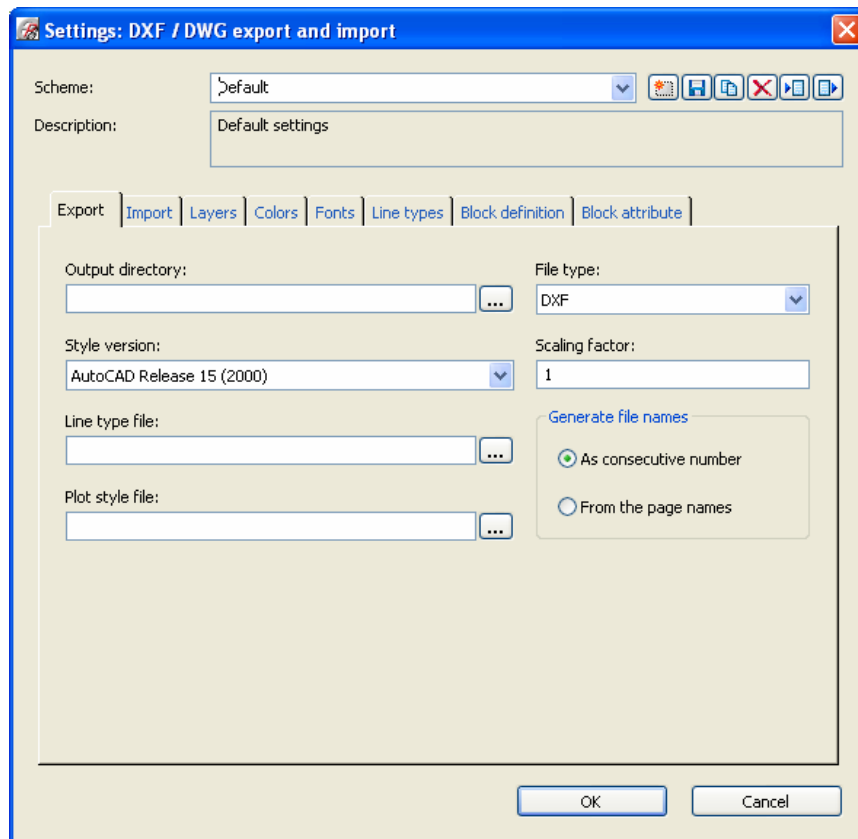 Settings: DXF / DWG export and import
Scheme:
Default
Description:
Default settings
Export Import Layers Colors Fonts Line types Block definition Block attribute
Output directory:
...
File type:
DXF
Style version:
AutoCAD Release 15 (2000)
Scaling factor:
1
Line type file:
...
Generate file names
As consecutive number
Plot style file:
...
From the page names
OK
Cancel